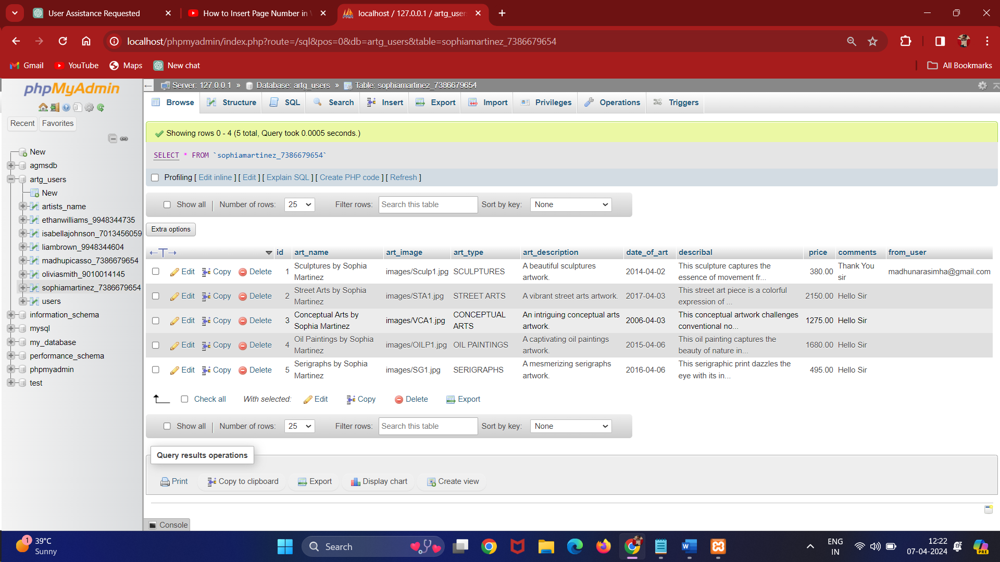 User Assistance Requested
How to Insert Page Number in
localhost / 127.0.0.1 / artg_user
localhost/phpmyadmin/index.php?route=/sql&pos=0&db=artg_users&table=sophiamartinez_7386679654
Gmail YouTube Maps New chat All Bookmarks
phpMyAdmin
Recent Favorites
New
agmsdb
artg_users
New
artists_name
ethanwilliams_9948344735
isabellajohnson_7013456059
liambrown_9948344604
madhupicasso_7386679654
oliviasmith_9010014145
sophiamartinez_7386679654
users
information_schema
mysql
my_database
performance_schema
phpmyadmin
test
Server: 127.0.0.1 » Database: artg_users » Table: sophiamartinez_7386679654
Browse Structure SQL Search Insert Export Import Privileges Operations Triggers
Showing rows 0 - 4 (5 total, Query took 0.0005 seconds.)
SELECT * FROM `sophiamartinez_7386679654`
Profiling [ Edit inline ] [ Edit ] [ Explain SQL ] [ Create PHP code ] [ Refresh ]
Show all Number of rows: 25 Filter rows: Search this table Sort by key: None
Extra options
←T→ id art_name art_image art_type art_description date_of_art describal price comments from_user
Edit Copy Delete 1 Sculptures by Sophia Martinez images/Sculp1.jpg SCULPTURES A beautiful sculptures artwork. 2014-04-02 This sculpture captures the essence of movement fr... 380.00 Thank You sir madhunarasimha@gmail.com
Edit Copy Delete 2 Street Arts by Sophia Martinez images/STA1.jpg STREET ARTS A vibrant street arts artwork. 2017-04-03 This street art piece is a colorful expression of ... 2150.00 Hello Sir
Edit Copy Delete 3 Conceptual Arts by Sophia Martinez images/VCA1.jpg CONCEPTUAL ARTS An intriguing conceptual arts artwork. 2006-04-03 This conceptual artwork challenges conventional no... 1275.00 Hello Sir
Edit Copy Delete 4 Oil Paintings by Sophia Martinez images/OILP1.jpg OIL PAINTINGS A captivating oil paintings artwork. 2015-04-06 This oil painting captures the beauty of nature in... 1680.00 Hello Sir
Edit Copy Delete 5 Serigraphs by Sophia Martinez images/SG1.jpg SERIGRAPHS A mesmerizing serigraphs artwork. 2016-04-06 This serigraphic print dazzles the eye with its in... 495.00 Hello Sir
Check all With selected: Edit Copy Delete Export
Show all Number of rows: 25 Filter rows: Search this table Sort by key: None
Query results operations
Print Copy to clipboard Export Display chart Create view
Console
1 39°C
Sunny
Search
PRE
ENG
IN
12:22
07-04-2024